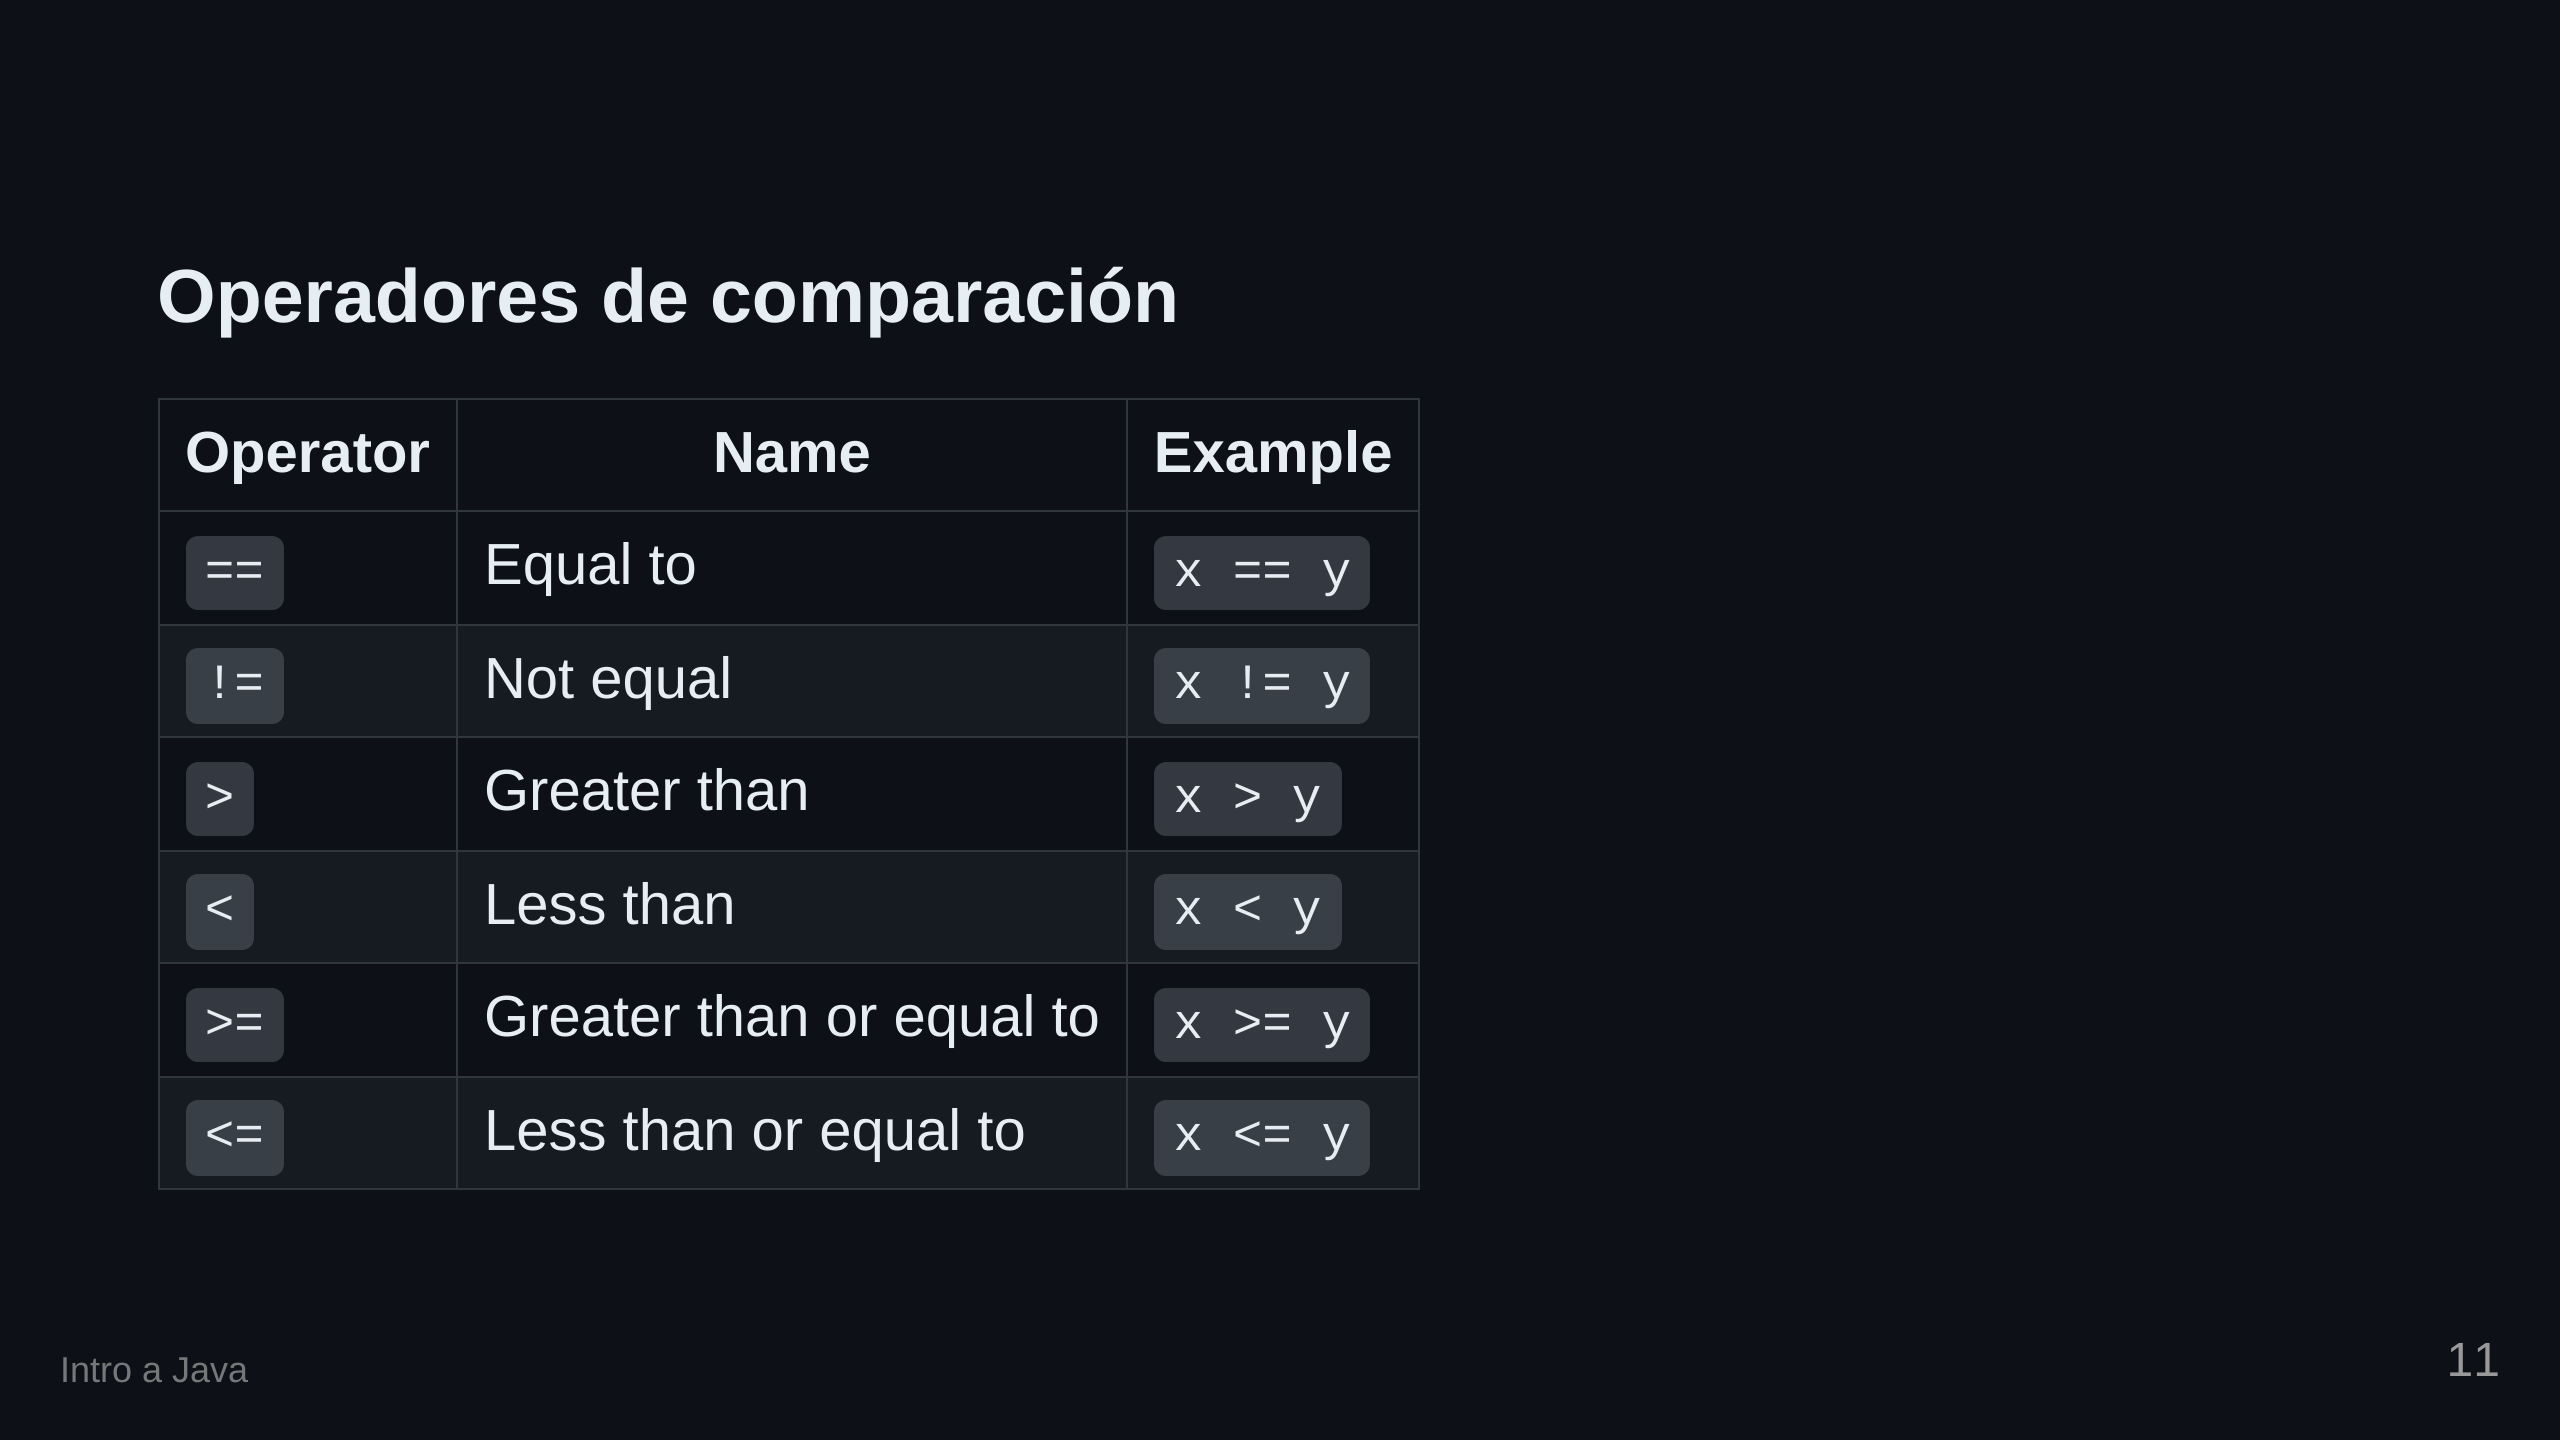 Operadores de comparación
Operator Name Example
== Equal to x == y
!= Not equal x != y
> Greater than x > y
< Less than x < y
>= Greater than or equal to x >= y
<= Less than or equal to x <= y
Intro a Java 11